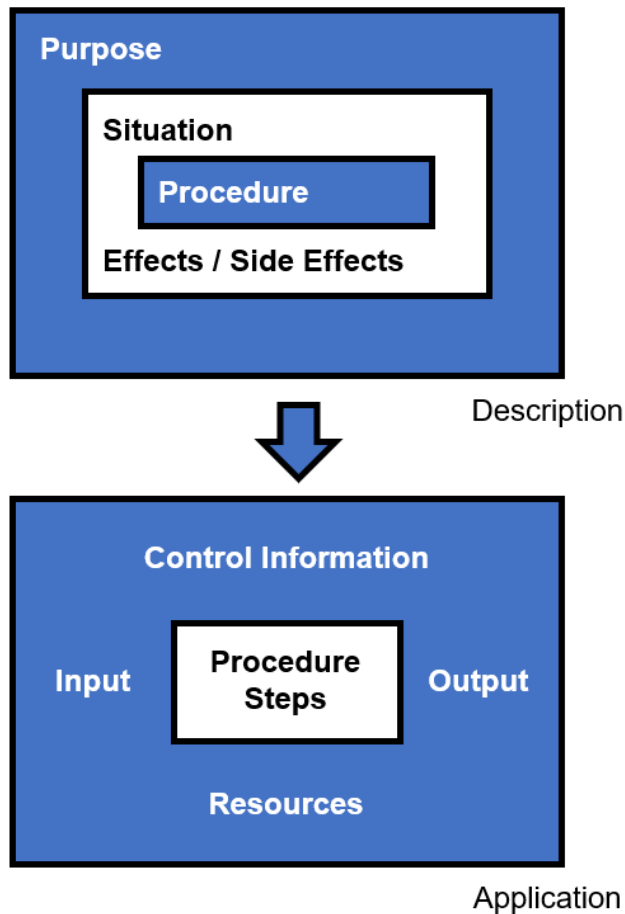 Purpose
Situation
Procedure
Effects / Side Effects
Description
Control Information
Input
Procedure
Steps
Output
Resources
Application